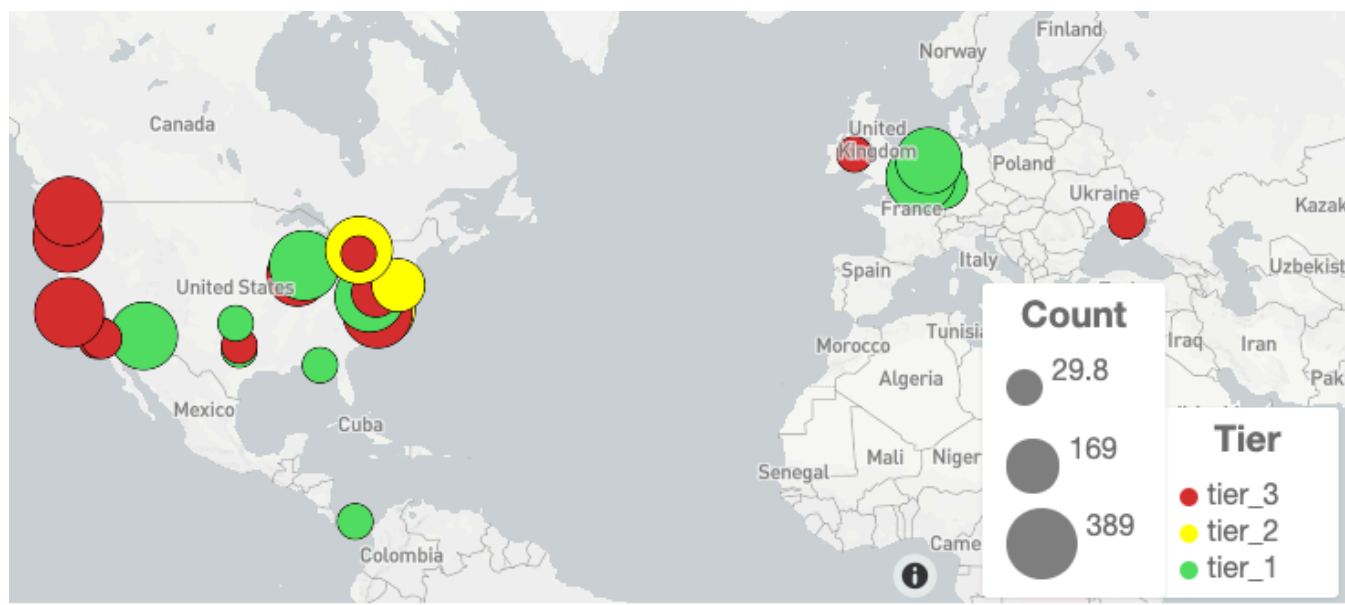 Finland
Norway
Canada
United
Kingdom
Poland
Ukraine
Kazak
France
Uzbekist
Italy
Spain
United States
Count
Tunisia
Iraq
Iran
Morocco
29.8
Algeria
Pak
Mexico
Cuba
Tier
169
Mali
Niger
Senegal
tier_3
389
tier_2
Came
Colombia
tier_1